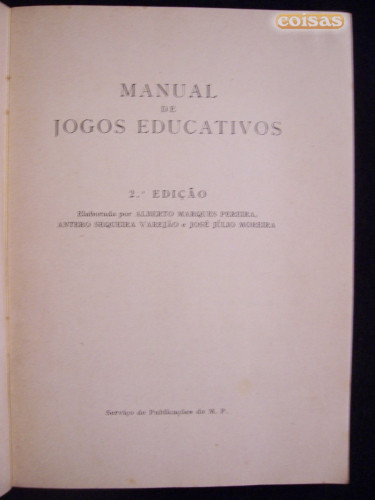 coisas
MANUAL
DE
JOGOS EDUCATIVOS
2.ª EDIÇÃO
Elaborado por ALBERTO MARQUES PEREIRA,
ANTERO SEQUEIRA VAREJÃO e JOSÉ JÚLIO MOREIRA
Serviço de Publicações da M. P.